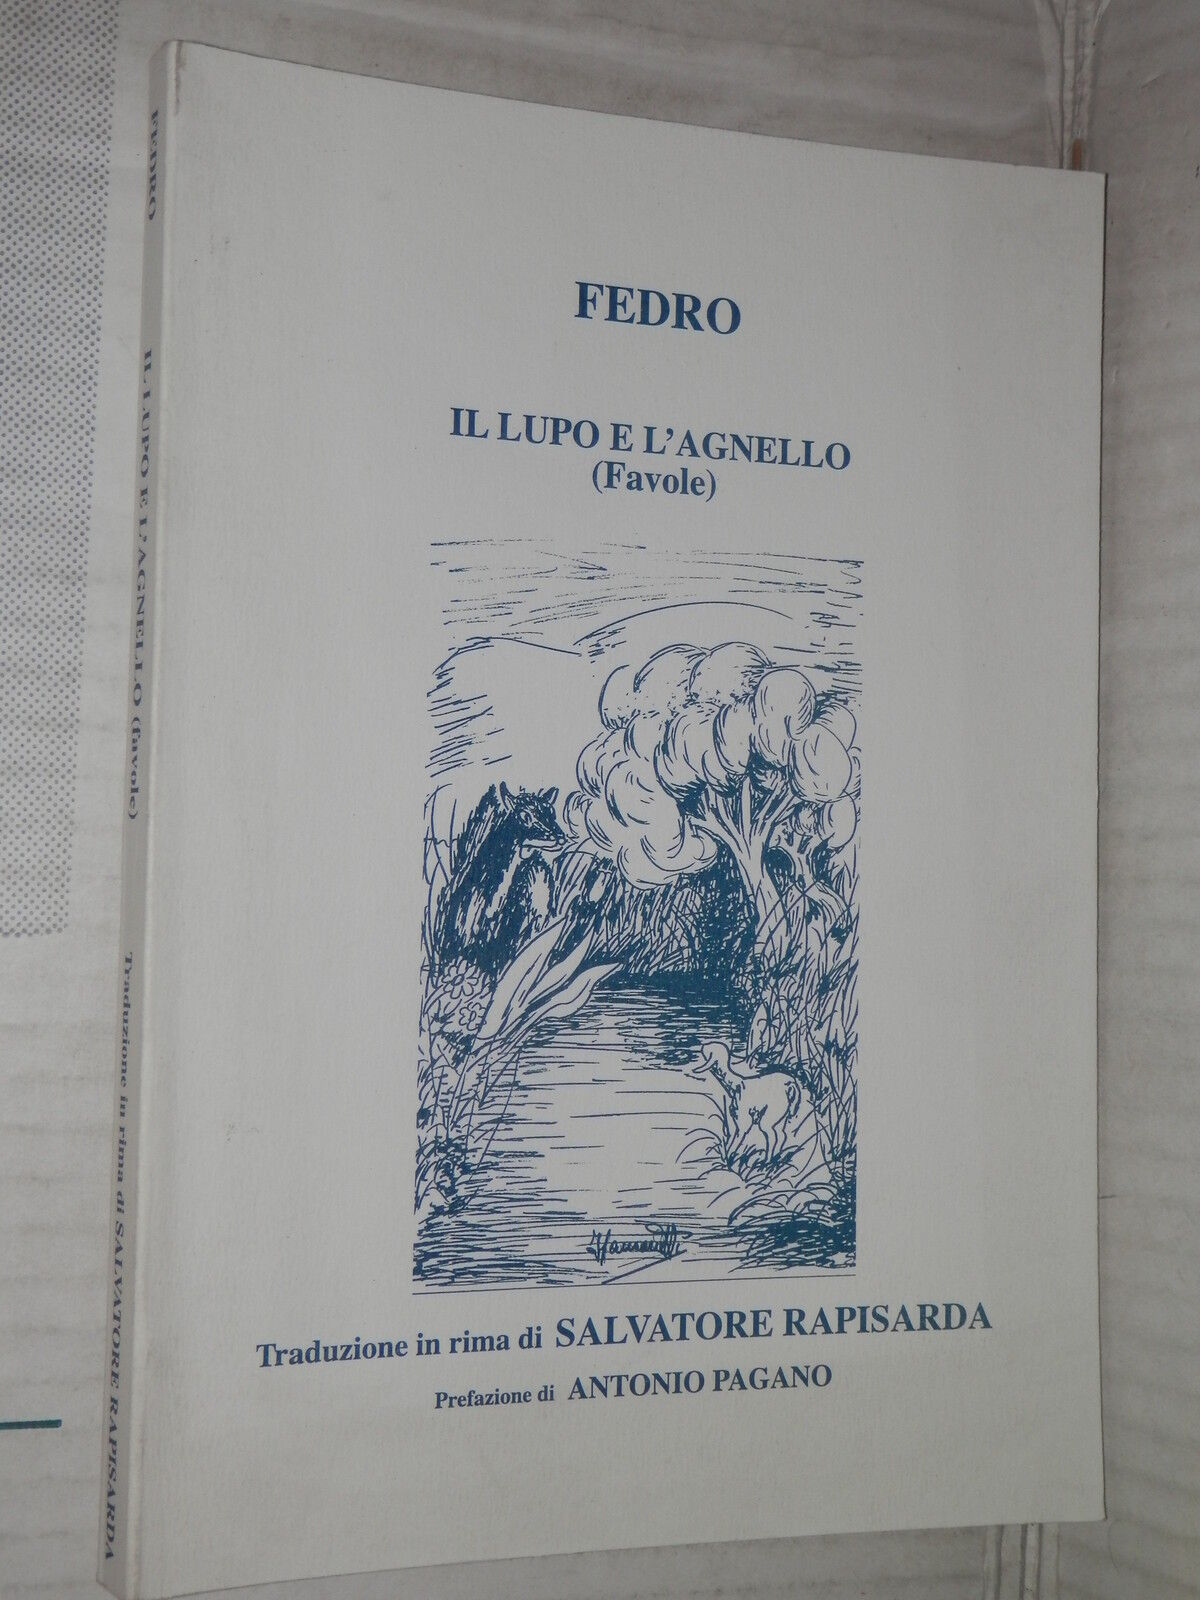 FEDRO
IL LUPO E L'AGNELLO
(Favole)
Traduzione in rima di SALVATORE RAPISARDA
Prefazione di ANTONIO PAGANO
FEDRO IL LUPO E L'AGNELLO (favole) Traduzione in rima di SALVATORE RAPISARDA